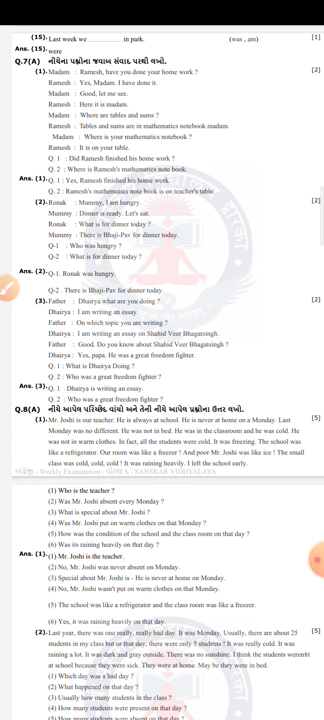 (15). Last week we ............... in park. (was , am) [1]
Ans. (15). were
Q.7(A) નીચેના પ્રશ્નોના જવાબ સંવાદ પરથી લખો.
(1). Madam : Ramesh, have you done your home work ? [2]
Ramesh : Yes, Madam. I have done it.
Madam : Good, let me see.
Ramesh : Here it is madam.
Madam : Where are tables and sums ?
Ramesh : Tables and sums are in mathematics notebook madam.
Madam : Where is your mathematics notebook ?
Ramesh : It is on your table.
Q. 1 : Did Ramesh finished his home work ?
Q. 2 : Where is Ramesh's mathematics note book.
Ans. (1). Q. 1 : Yes, Ramesh finished his home work.
Q. 2 : Ramesh's mathematics note book is on teacher's table.
(2). Ronak : Mummy, I am hungry. [2]
Mummy : Dinner is ready. Let's eat.
Ronak : What is for dinner today ?
Mummy : There is Bhaji-Pav for dinner today.
Q-1 : Who was hungry ?
Q-2 : What is for dinner today ?
Ans. (2). Q-1. Ronak was hungry.
Q-2 . There is Bhaji-Pav for dinner today.
(3). Father : Dhairya what are you doing ? [2]
Dhairya : I am writing an essay.
Father : On which topic you are writing ?
Dhairya : I am writing an essay on Shahid Veer Bhagatsingh.
Father : Good. Do you know about Shahid Veer Bhagatsingh ?
Dhairya : Yes, papa. He was a great freedom fighter.
Q. 1 : What is Dhairya Doing ?
Q. 2 : Who was a great freedom fighter ?
Ans. (3). Q. 1 : Dhairya is writing an essay.
Q. 2 : Who was a great freedom fighter ?
Q.8(A) નીચે આપેલ પરિચ્છેદ વાંચો અને તેની નીચે આપેલ પ્રશ્નોના ઉત્તર લખો.
(1). Mr. Joshi is our teacher. He is always at school. He is never at home on a Monday. Last [5]
Monday was no different. He was not in bed. He was in the classroom and he was cold. He
was not in warm clothes. In fact, all the students were cold. It was freezing. The school was
like a refrigerator. Our room was like a freezer ! And poor Mr. Joshi was like ice ! The small
class was cold, cold, cold ! It was raining heavily. I left the school early.
અંગ્રેજી - Weekly Examination - SANSKAR VIDHYALAYA
(1) Who is the teacher ?
(2) Was Mr. Joshi absent every Monday ?
(3) What is special about Mr. Joshi ?
(4) Was Mr. Joshi put on warm clothes on that Monday ?
(5) How was the condition of the school and the class room on that day ?
(6) Was its raining heavily on that day ?
Ans. (1). (1) Mr. Joshi is the teacher.
(2) No, Mr. Joshi was never absent on Monday.
(3) Special about Mr. Joshi is - He is never at home on Monday.
(4) No, Mr. Joshi wasn't put on warm clothes on that Monday.
(5) The school was like a refrigerator and the class room was like a freezer.
(6) Yes, it was raining heavily on that day.
(2). Last year, there was one really, really bad day. It was Monday. Usually, there are about 25 [5]
students in my class but or that day, there were only 5 students ! It was really cold. It was
raining a lot. It was dark and gray outside. There was no sunshine. I think the students weren't
at school because they were sick. They were at home. May be they were in bed.
(1) Which day was a bad day ?
(2) What happened on that day ?
(3) Usually how many students in the class ?
(4) How many students were present on that day ?
(5) How many students were absent on that day ?